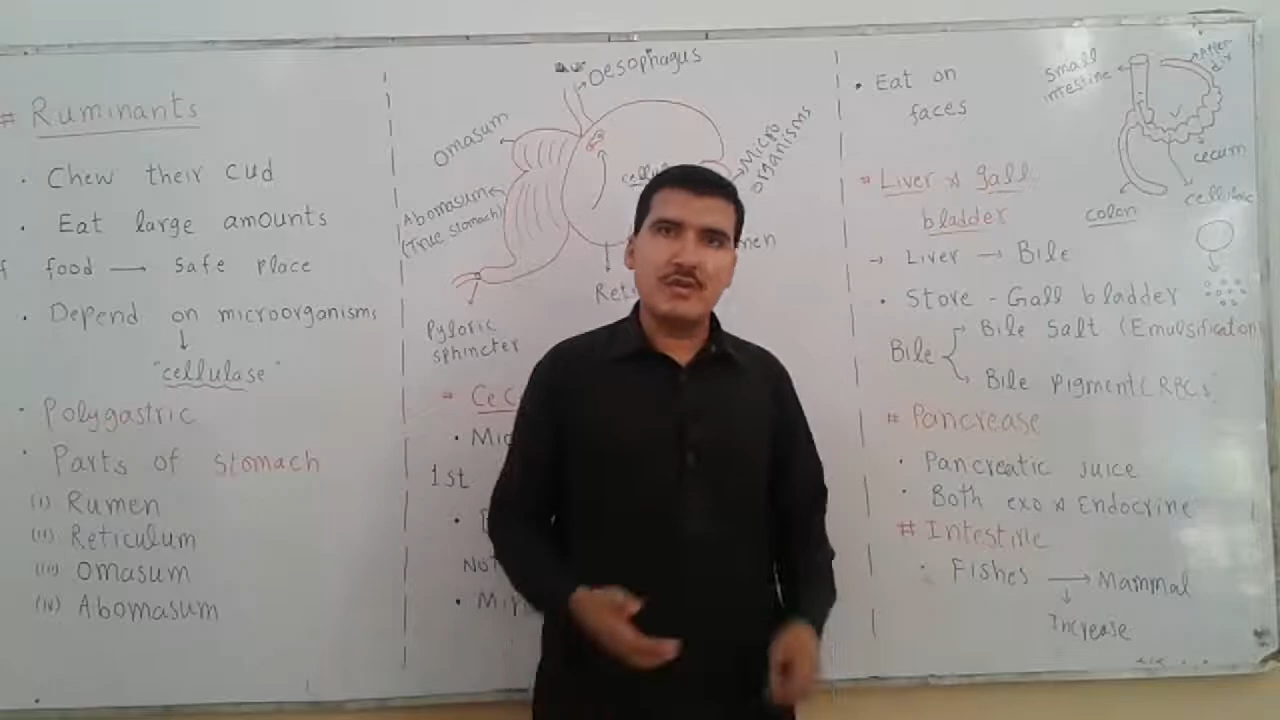 # Ruminants
· Chew their cud
· Eat large amounts
f food → safe place
· Depend on microorganisms
↓
"cellulase"
· Polygastric
· Parts of stomach
(i) Rumen
(ii) Reticulum
(iii) Omasum
(iv) Abomasum
Oesophagus
Omasum
Micro
organisms
Abomasum
(True stomach)
Pyloric
sphincter
1st
· Eat on
faces
small
intestine
cecum
colon
# Liver & gall
bladder
→ Liver → Bile
· Store - Gall bladder
Bile
Bile Salt (Emulsification
Bile Pigment (RBCs
# Pancrease
· Pancreatic Juice
· Both exo & Endocrine
# Intestine
· Fishes → Mammal
↓
Increase